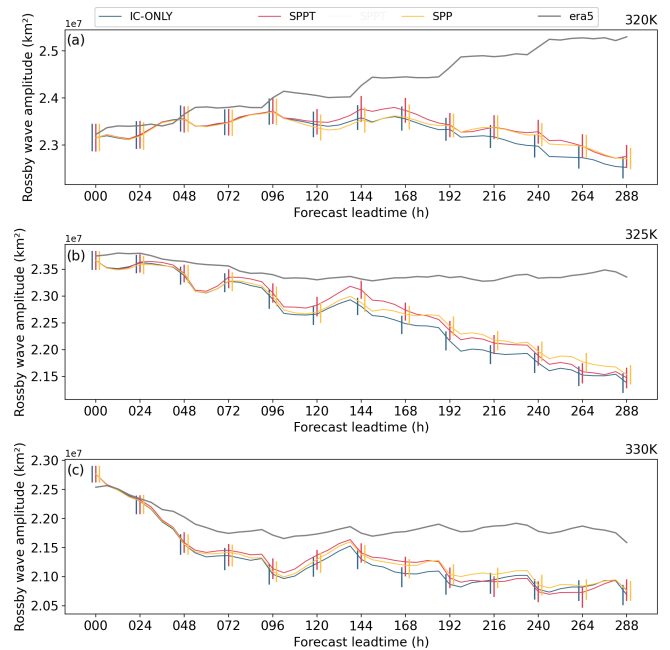 IC-ONLY SPPT SPPT SPP era5
1e7
320K
(a)
Rossby wave amplitude (km²)
2.5
2.4
2.3
000 024 048 072 096 120 144 168 192 216 240 264 288
Forecast leadtime (h)
1e7
325K
(b)
Rossby wave amplitude (km²)
2.35
2.30
2.25
2.20
2.15
000 024 048 072 096 120 144 168 192 216 240 264 288
Forecast leadtime (h)
330K
(c)
Rossby wave amplitude (km²)
2.30
2.25
2.20
2.15
2.10
2.05
000 024 048 072 096 120 144 168 192 216 240 264 288
Forecast leadtime (h)